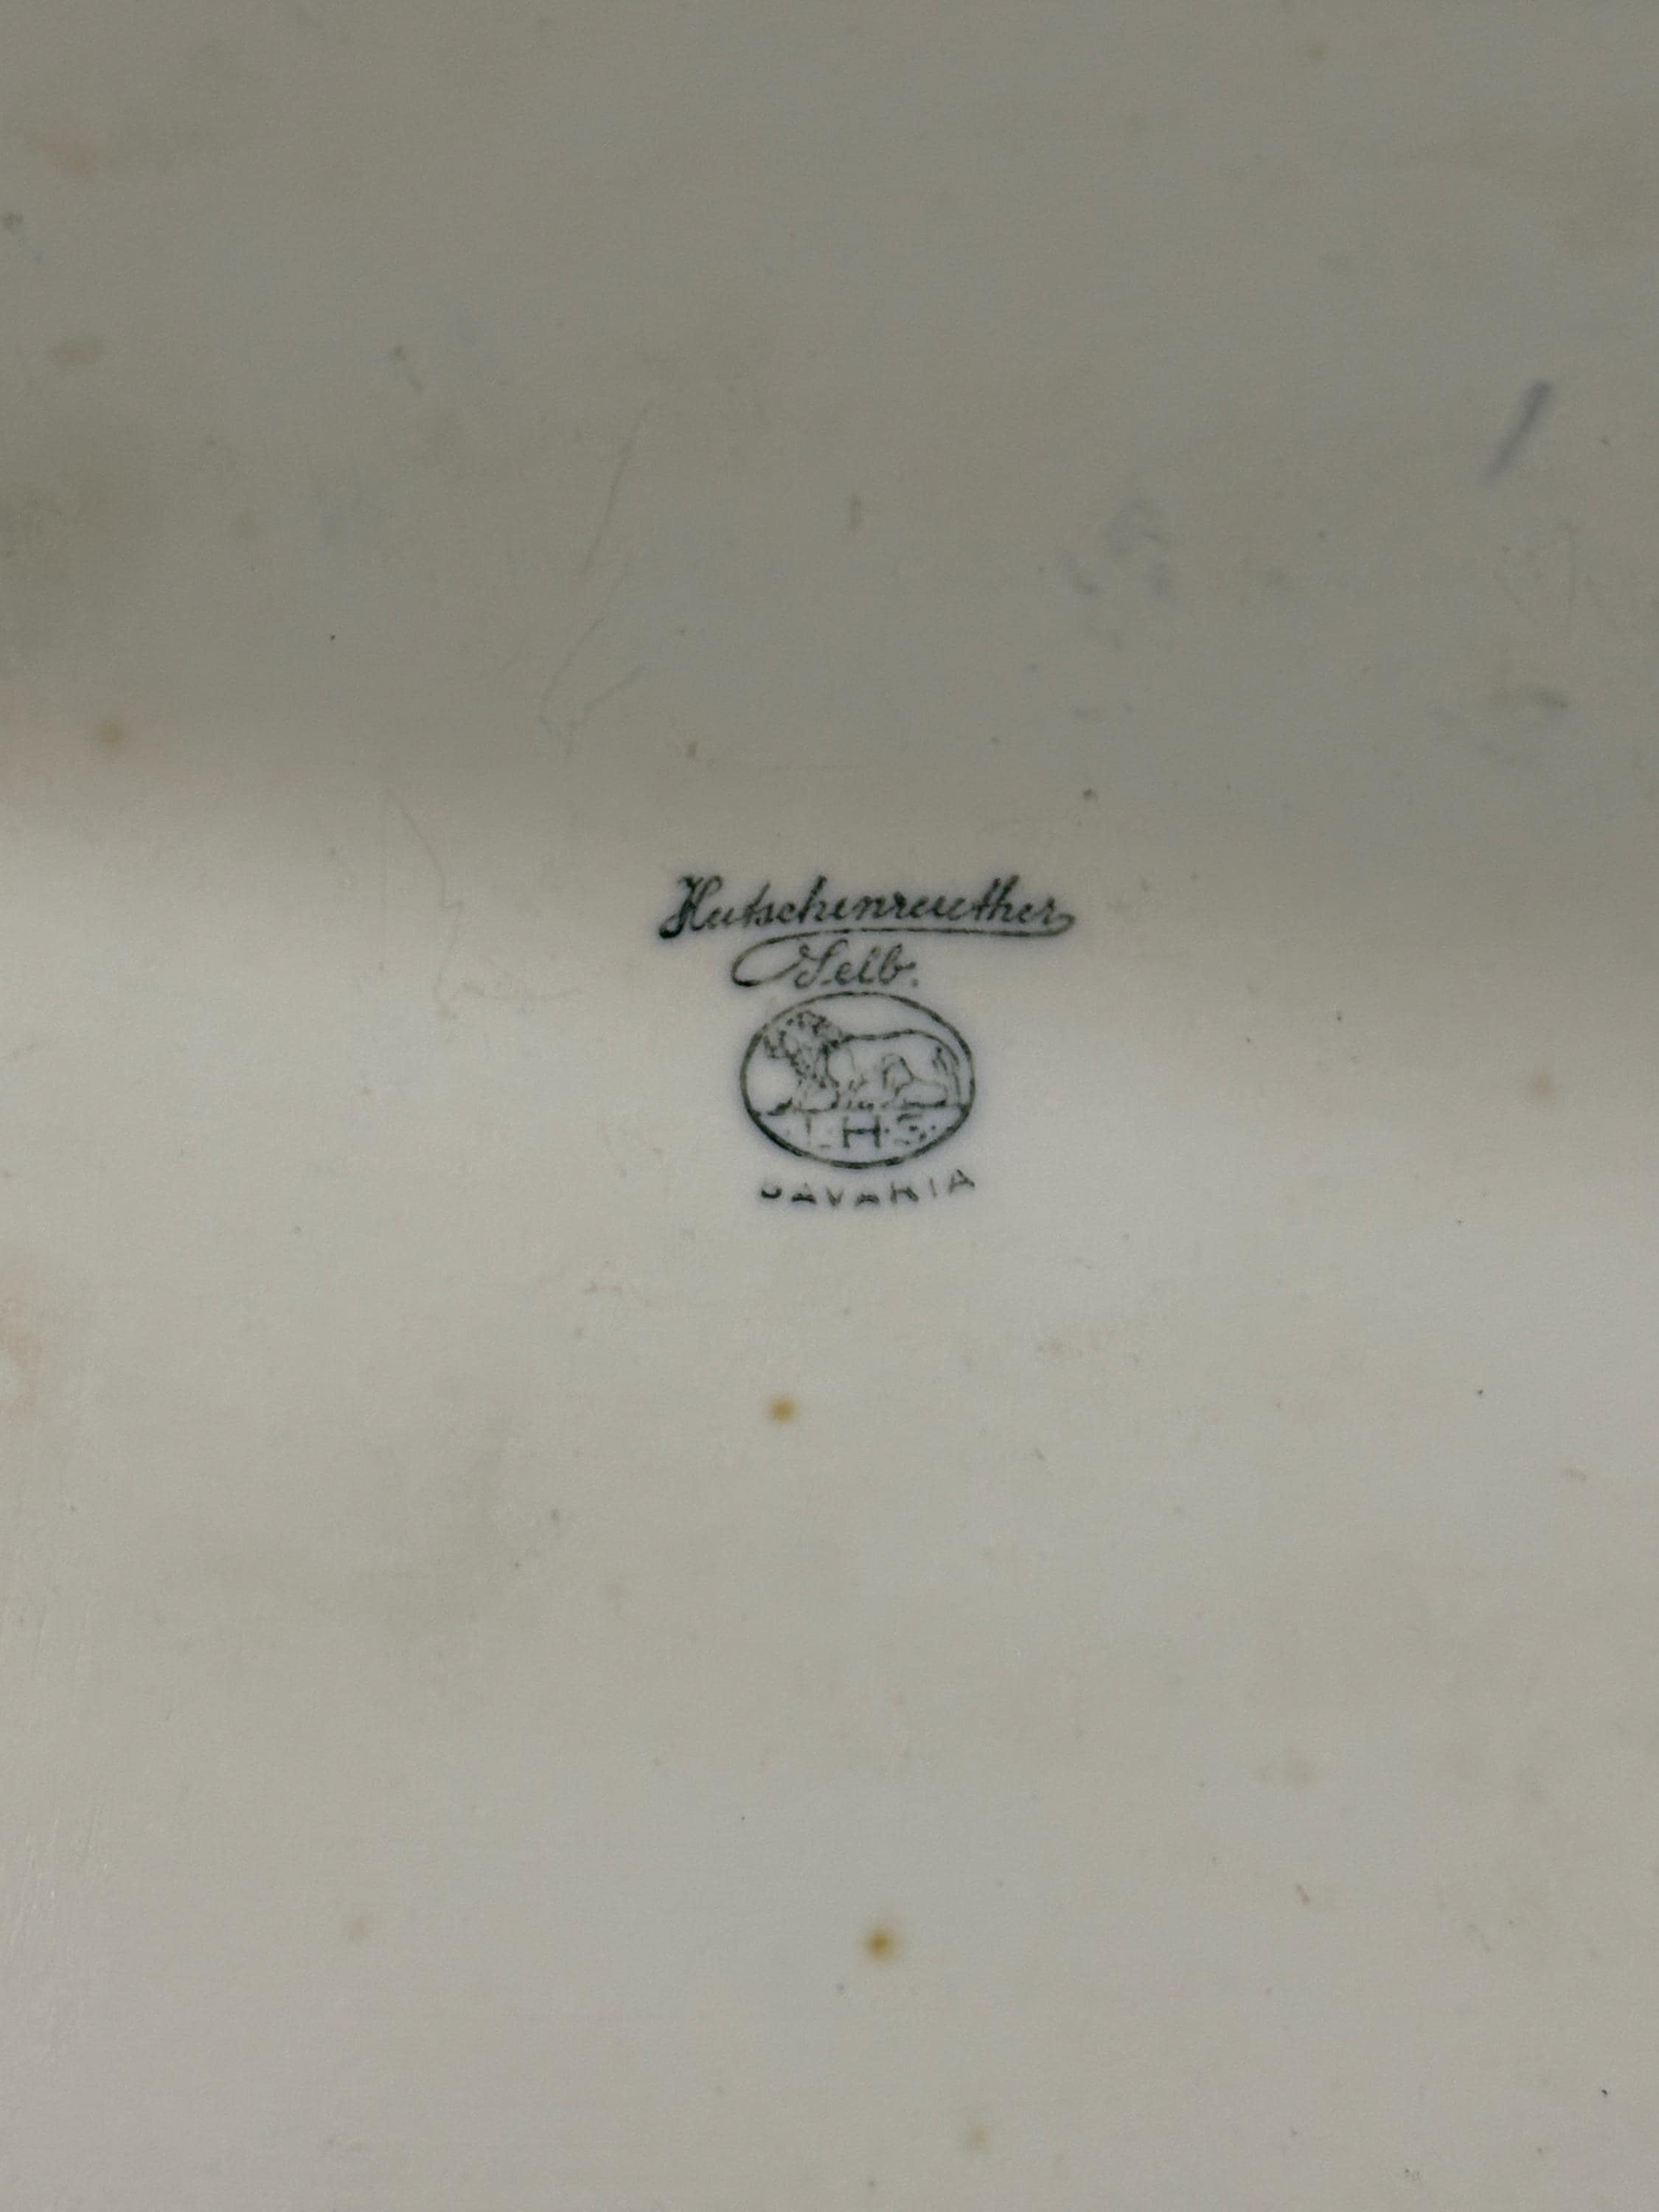 Hutschenreuther
Selb.
L.H.S.
BAVARIA